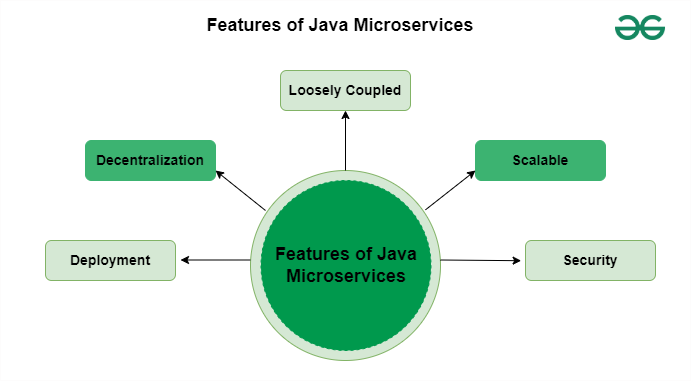 Features of Java Microservices
Loosely Coupled
Decentralization
Scalable
Deployment
Features of Java
Microservices
Security